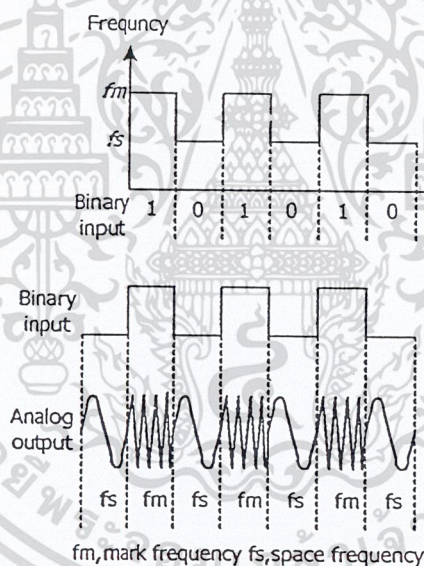 Frequncy
fm
fs
Binary input 1 0 1 0 1 0
Binary input
Analog output
fs fm fs fm fs fm fs
fm, mark frequency fs, space frequency